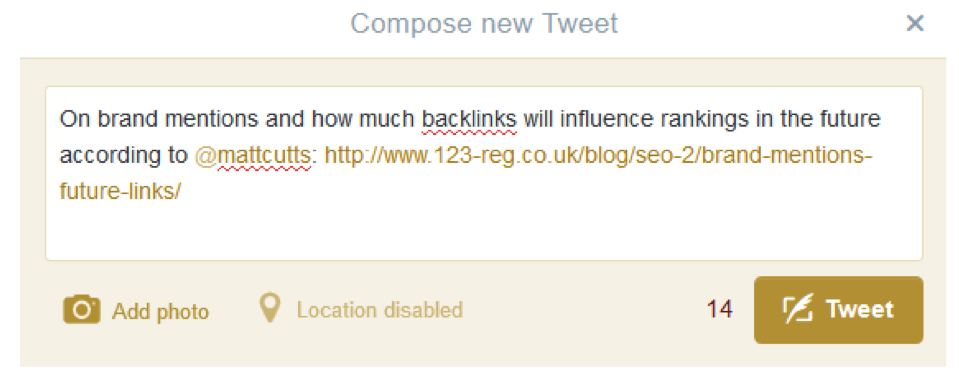 Compose new Tweet ×
On brand mentions and how much backlinks will influence rankings in the future
according to @mattcutts: http://www.123-reg.co.uk/blog/seo-2/brand-mentions-
future-links/
Add photo Location disabled 14 Tweet